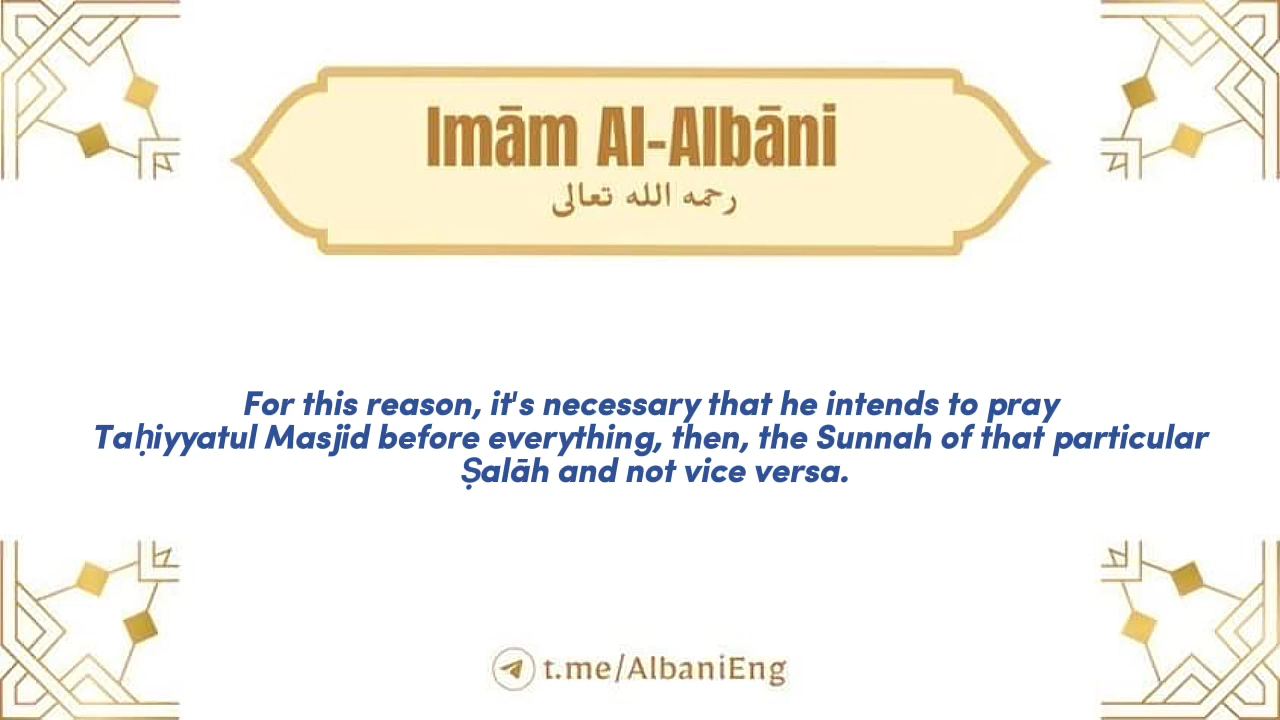 Imām Al-Albāni
رحمه الله تعالى
For this reason, it's necessary that he intends to pray
Taḥiyyatul Masjid before everything, then, the Sunnah of that particular
Ṣalāh and not vice versa.
t.me/AlbaniEng